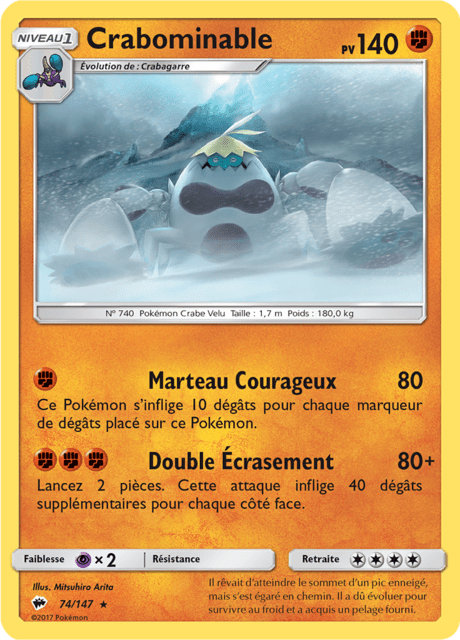 NIVEAU 1
Crabominable
PV 140
Évolution de : Crabagarre
N° 740 Pokémon Crabe Velu Taille : 1,7 m Poids : 180,0 kg
Marteau Courageux 80
Ce Pokémon s'inflige 10 dégâts pour chaque marqueur
de dégâts placé sur ce Pokémon.
Double Écrasement 80+
Lancez 2 pièces. Cette attaque inflige 40 dégâts
supplémentaires pour chaque côté face.
Faiblesse × 2 Résistance Retraite
Illus. Mitsuhiro Arita
74/147
©2017 Pokémon
Il rêvait d'atteindre le sommet d'un pic enneigé,
mais s'est égaré en chemin. Il a dû évoluer pour
survivre au froid et a acquis un pelage fourni.